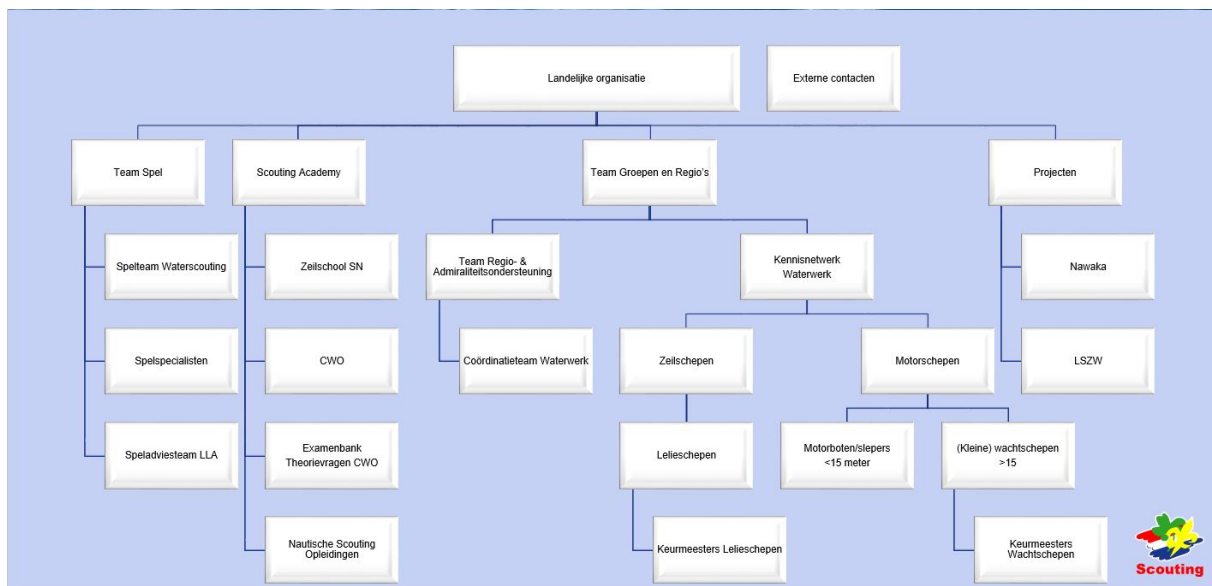 Landelijke organisatie
Externe contacten
Team Spel
Scouting Academy
Team Groepen en Regio's
Projecten
Spelteam Waterscouting
Zeilschool SN
Team Regio- &
Admiraliteitsondersteuning
Kennisnetwerk
Waterwerk
Nawaka
Spelspecialisten
CWO
Coördinatieteam Waterwerk
Zeilschepen
Motorschepen
LSZW
Speladviesteam LLA
Examenbank
Theorievragen CWO
Lelieschepen
Motorboten/slepers
<15 meter
(Kleine) wachtschepen
>15
Nautische Scouting
Opleidingen
Keurmeesters Lelieschepen
Keurmeesters
Wachtschepen
Scouting